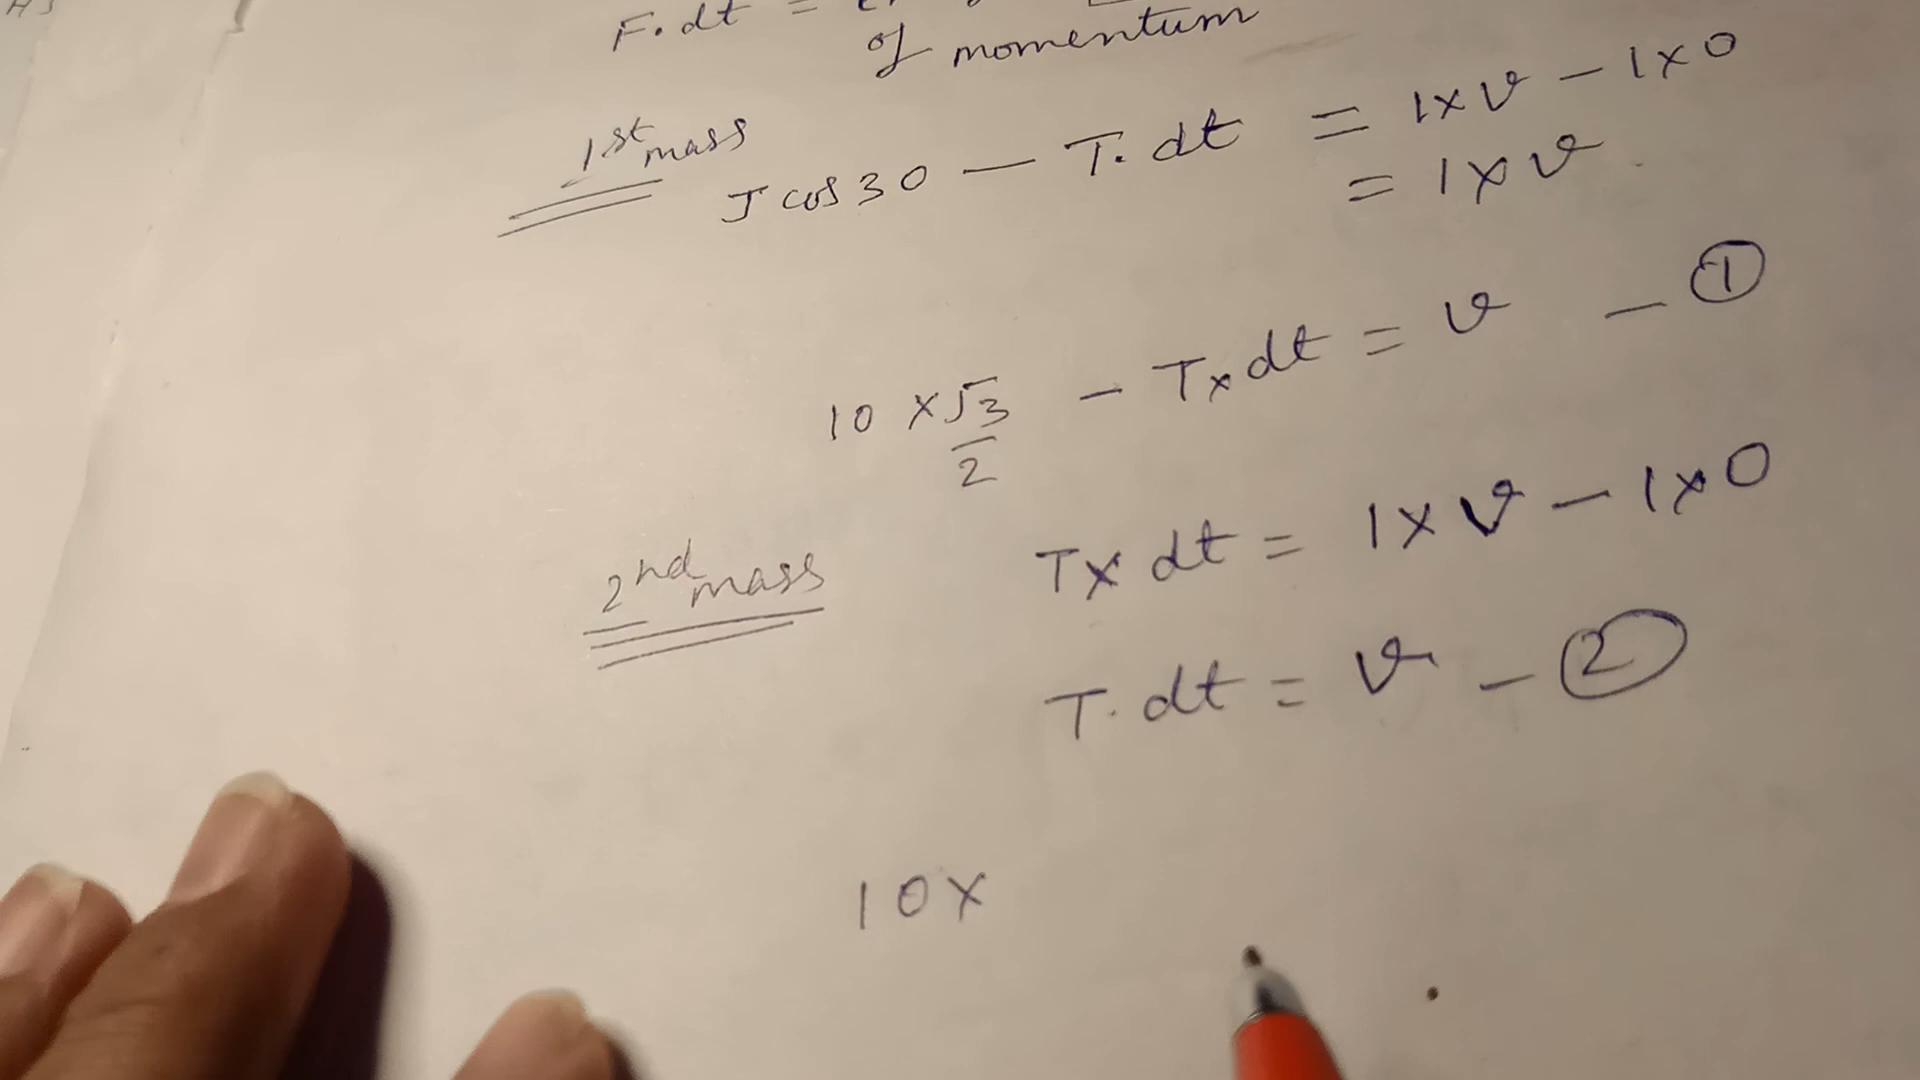 F. dt =
of momentum
1st mass
J cos 30 — T. dt = 1×v — 1×0
= 1×v
10 × √3/2 — T× dt = v — ①
2nd mass
T× dt = 1×v — 1×0
T. dt = v — ②
10×